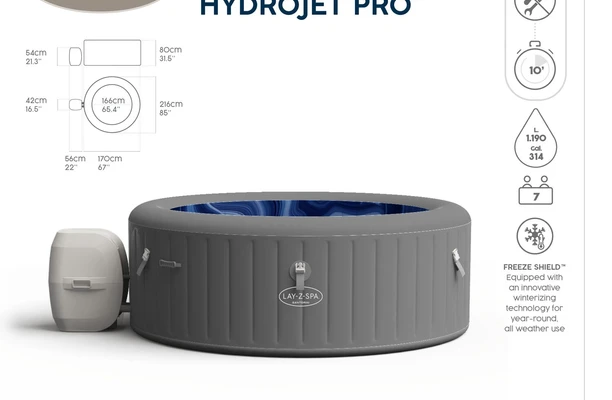 HYDROJET PRO™
54cm
21.3"
80cm
31.5"
42cm
16.5"
166cm
65.4"
216cm
85"
56cm
22"
170cm
67"
10'
L.
1.190
Gal.
314
7
FREEZE SHIELD™
Equipped with
an innovative
winterizing
technology for
year-round,
all weather use
LAY-Z-SPA